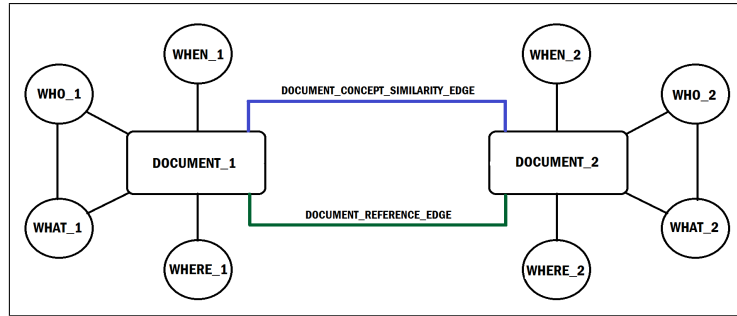 WHEN_1
WHEN_2
DOCUMENT_CONCEPT_SIMILARITY_EDGE
WHO_1
WHO_2
DOCUMENT_1
DOCUMENT_2
DOCUMENT_REFERENCE_EDGE
WHAT_1
WHAT_2
WHERE_1
WHERE_2